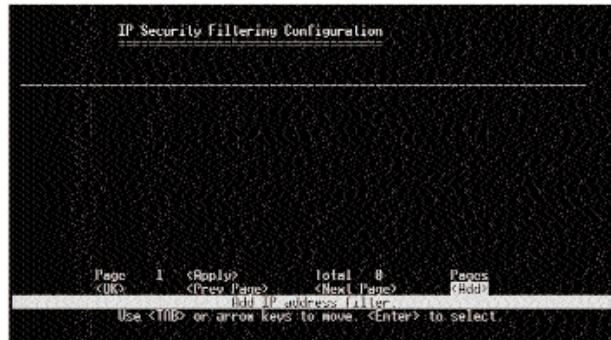 IP Security Filtering Configuration
Page 1 <Apply> Total 0 Pages
<OK> <Prev Page> <Next Page> <Add>
Add IP address filter.
Use <TAB> or arrow keys to move. <Enter> to select.